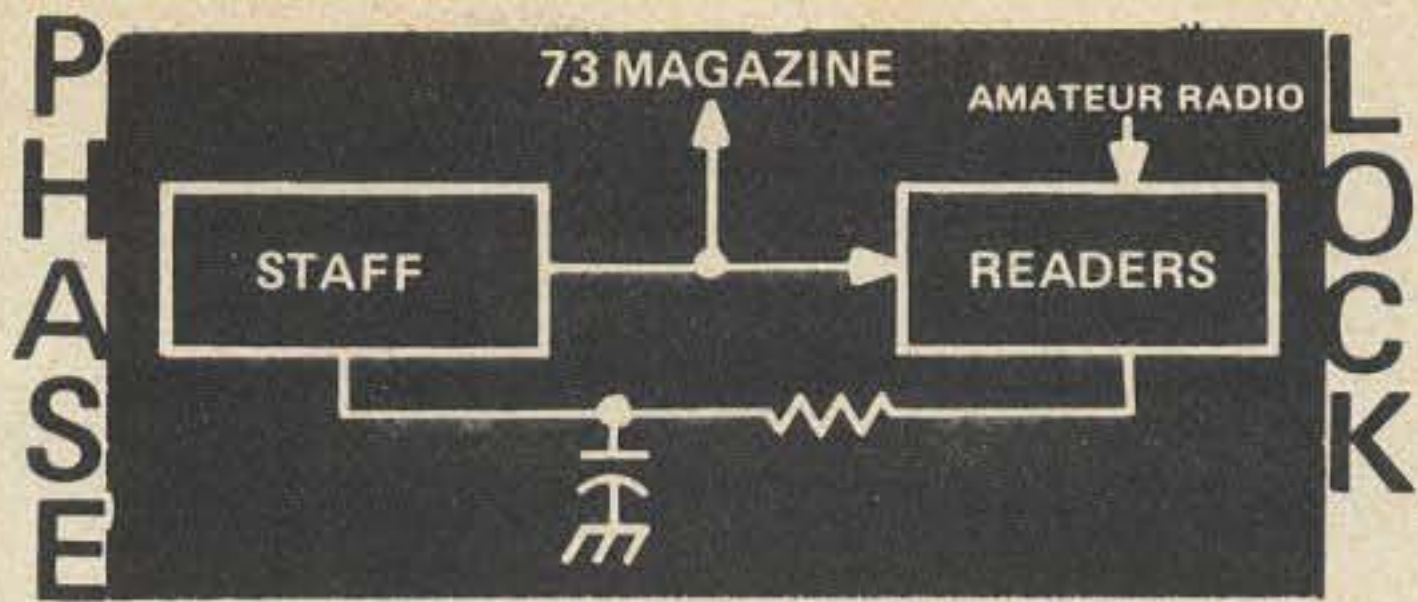 PHASE
73 MAGAZINE
AMATEUR RADIO
STAFF
READERS
LOCK